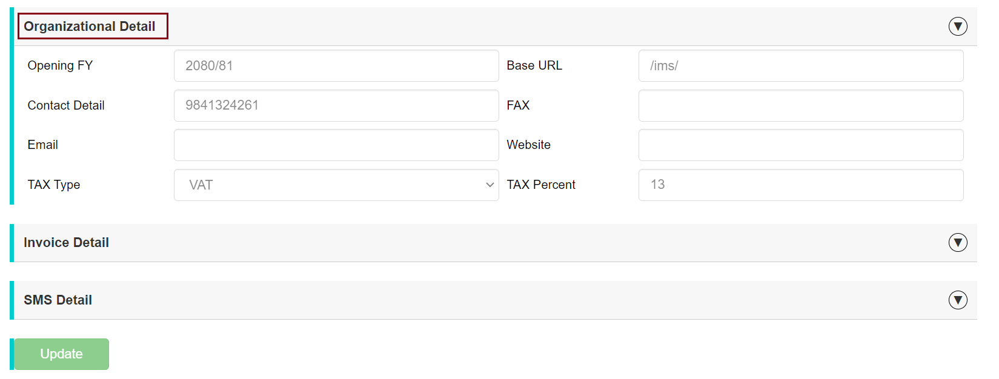 Organizational Detail
Opening FY 2080/81 Base URL /ims/
Contact Detail 9841324261 FAX
Email Website
TAX Type VAT TAX Percent 13
Invoice Detail
SMS Detail
Update